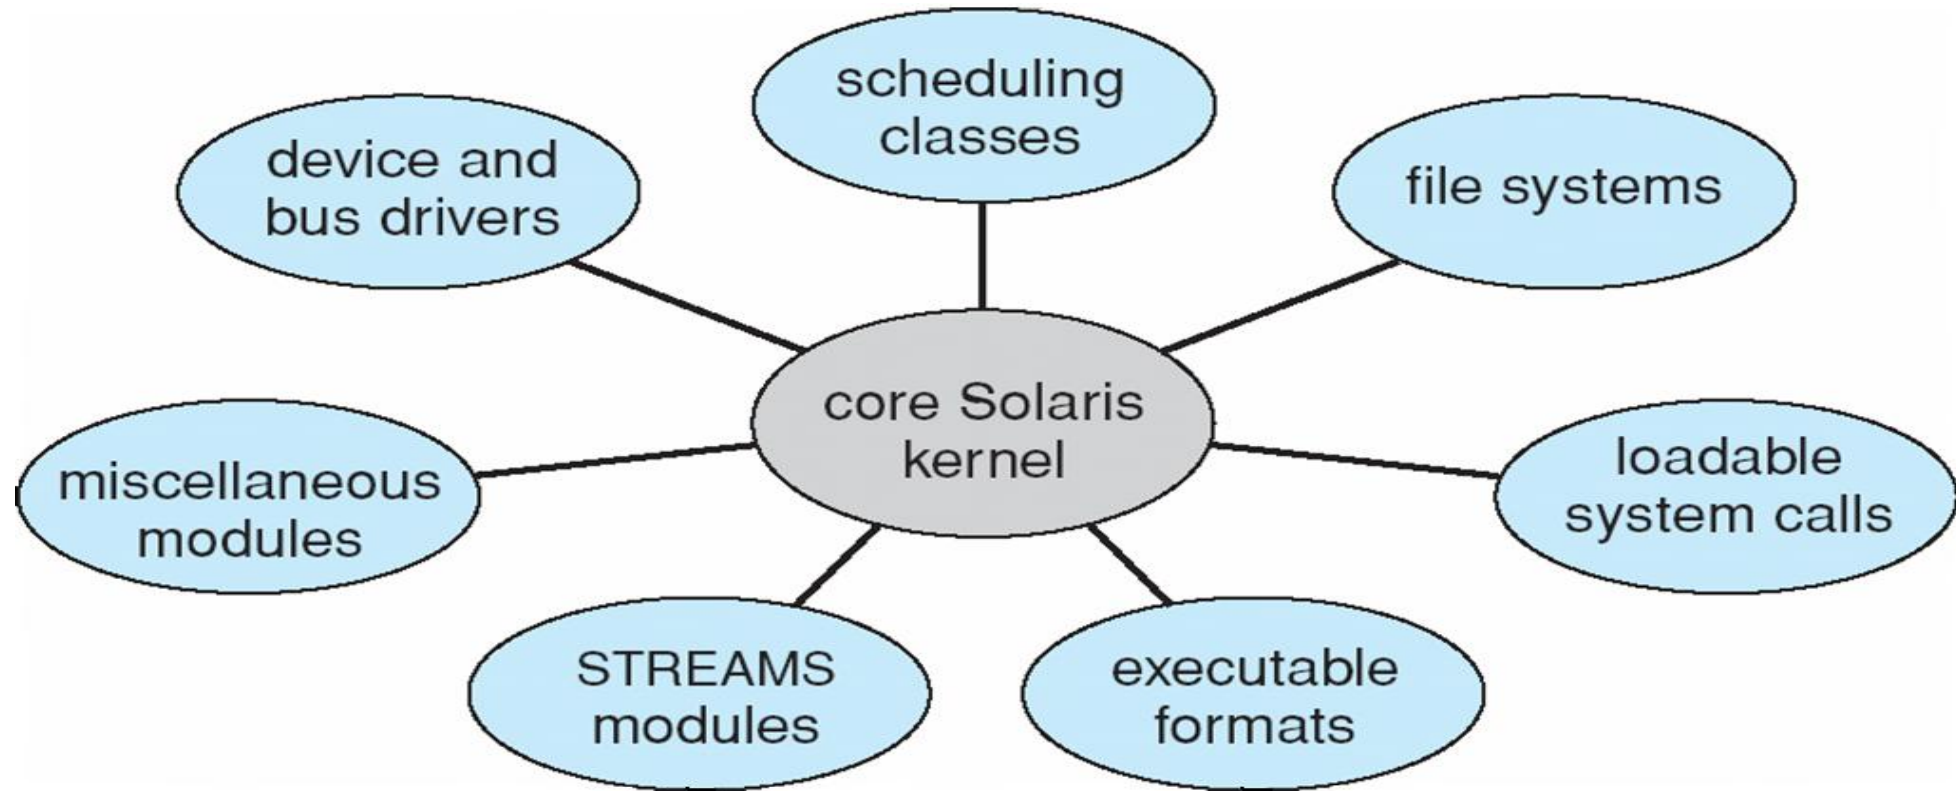 scheduling
classes
device and
bus drivers
file systems
core Solaris
kernel
miscellaneous
modules
loadable
system calls
STREAMS
modules
executable
formats